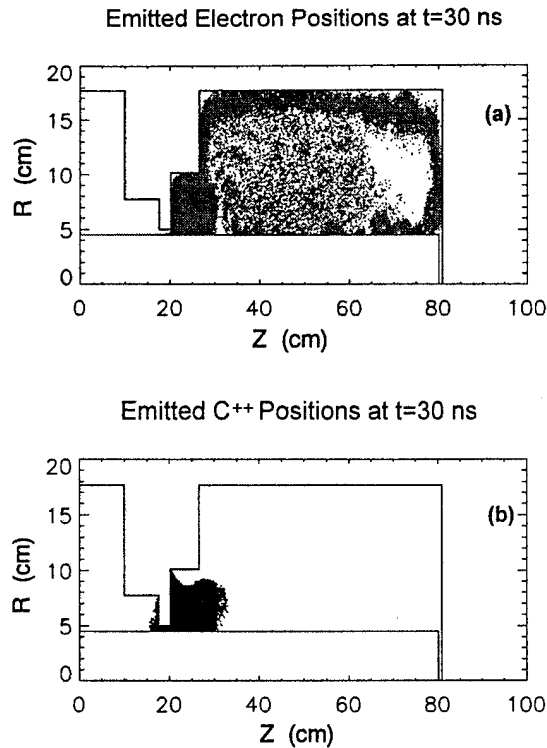 Emitted Electron Positions at t=30 ns
20
15
10
5
0
R (cm)
(a)
0 20 40 60 80 100
Z (cm)
Emitted C++ Positions at t=30 ns
20
15
10
5
0
R (cm)
(b)
0 20 40 60 80 100
Z (cm)